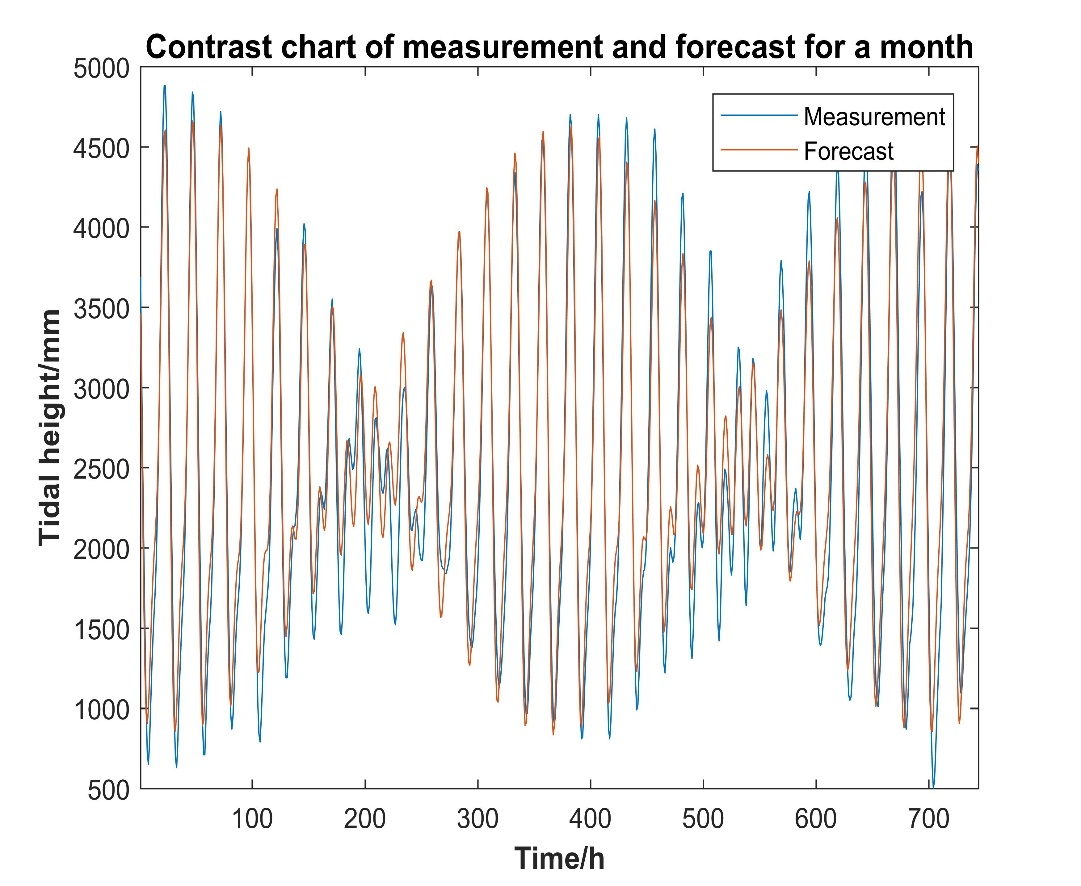 Contrast chart of measurement and forecast for a month
5000
4500
4000
3500
3000
2500
2000
1500
1000
500
Tidal height/mm
Measurement
Forecast
100 200 300 400 500 600 700
Time/h